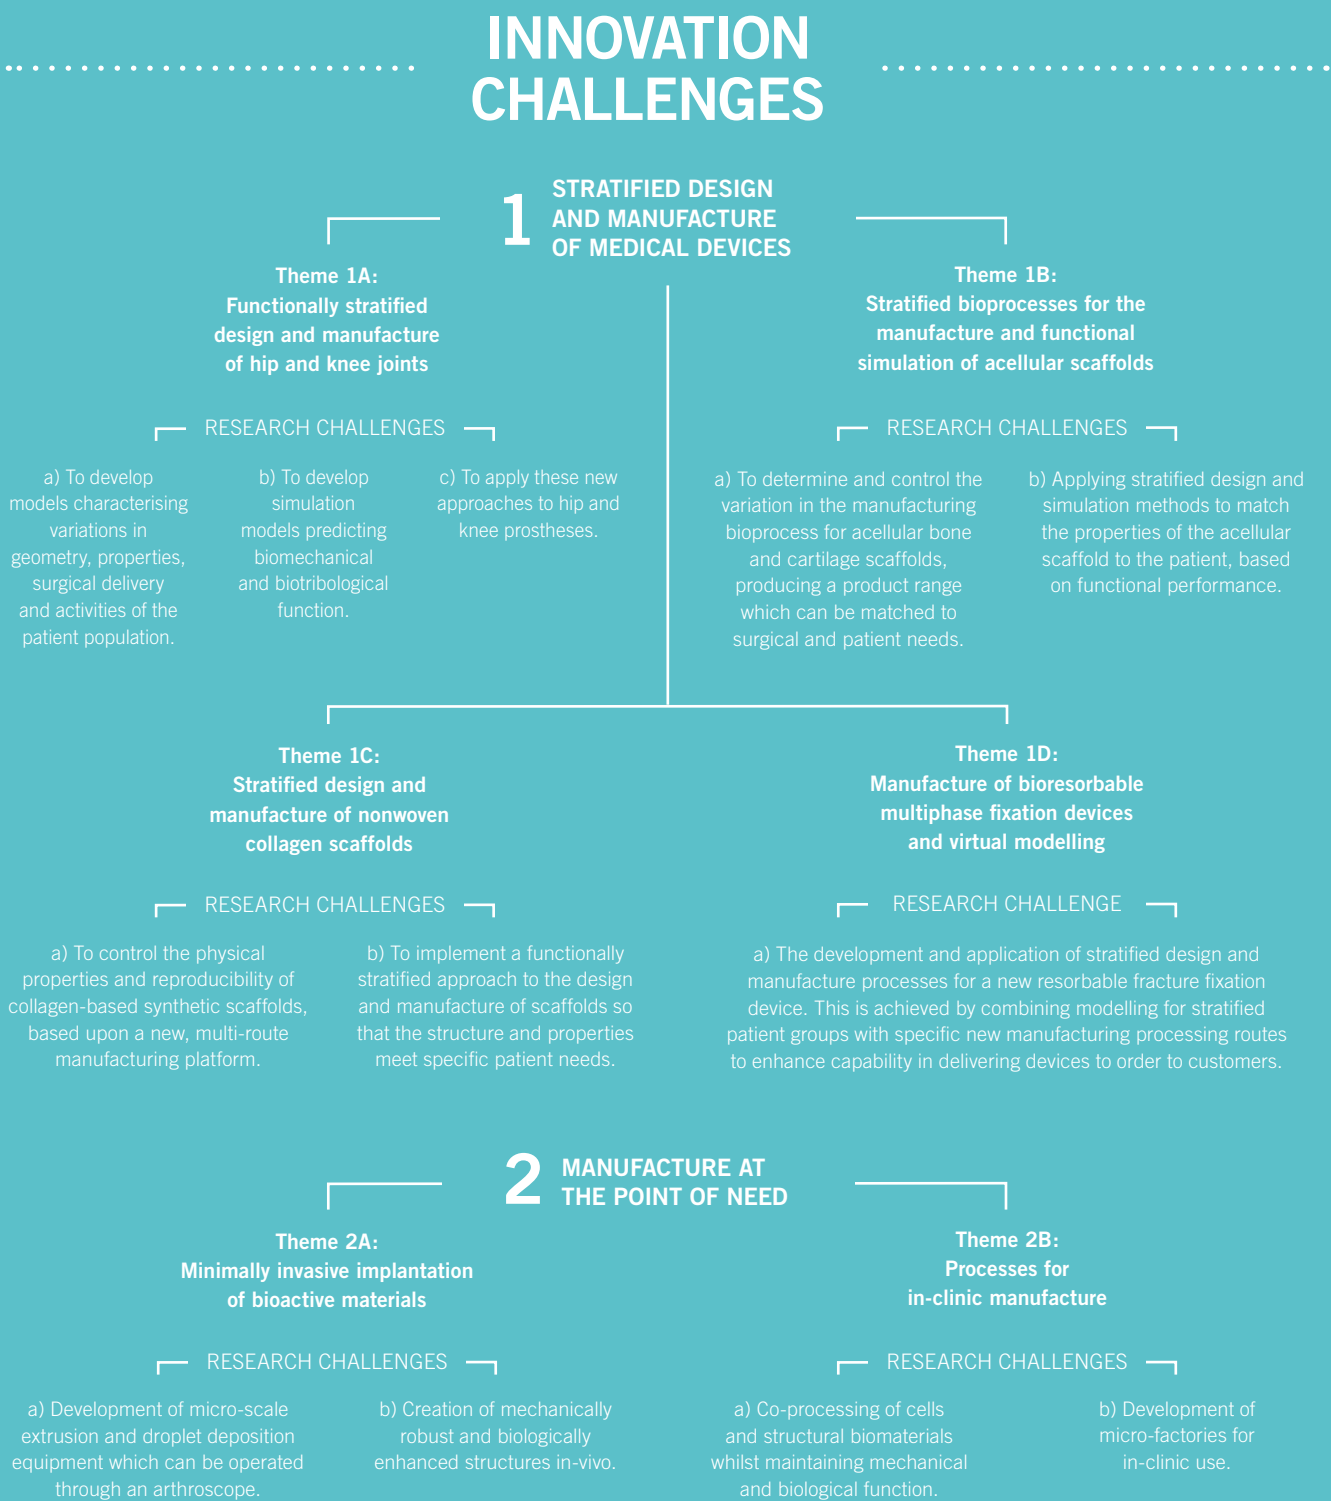 INNOVATION
CHALLENGES
1
STRATIFIED DESIGN
AND MANUFACTURE
OF MEDICAL DEVICES
Theme 1A:
Functionally stratified
design and manufacture
of hip and knee joints
RESEARCH CHALLENGES
a) To develop
models characterising
variations in
geometry, properties,
surgical delivery
and activities of the
patient population.
b) To develop
simulation
models predicting
biomechanical
and biotribological
function.
c) To apply these new
approaches to hip and
knee prostheses.
Theme 1B:
Stratified bioprocesses for the
manufacture and functional
simulation of acellular scaffolds
RESEARCH CHALLENGES
a) To determine and control the
variation in the manufacturing
bioprocess for acellular bone
and cartilage scaffolds,
producing a product range
which can be matched to
surgical and patient needs.
b) Applying stratified design and
simulation methods to match
the properties of the acellular
scaffold to the patient, based
on functional performance.
Theme 1C:
Stratified design and
manufacture of nonwoven
collagen scaffolds
RESEARCH CHALLENGES
a) To control the physical
properties and reproducibility of
collagen-based synthetic scaffolds,
based upon a new, multi-route
manufacturing platform.
b) To implement a functionally
stratified approach to the design
and manufacture of scaffolds so
that the structure and properties
meet specific patient needs.
Theme 1D:
Manufacture of bioresorbable
multiphase fixation devices
and virtual modelling
RESEARCH CHALLENGE
a) The development and application of stratified design and
manufacture processes for a new resorbable fracture fixation
device. This is achieved by combining modelling for stratified
patient groups with specific new manufacturing processing routes
to enhance capability in delivering devices to order to customers.
2
MANUFACTURE AT
THE POINT OF NEED
Theme 2A:
Minimally invasive implantation
of bioactive materials
RESEARCH CHALLENGES
a) Development of micro-scale
extrusion and droplet deposition
equipment which can be operated
through an arthroscope.
b) Creation of mechanically
robust and biologically
enhanced structures in-vivo.
Theme 2B:
Processes for
in-clinic manufacture
RESEARCH CHALLENGES
a) Co-processing of cells
and structural biomaterials
whilst maintaining mechanical
and biological function.
b) Development of
micro-factories for
in-clinic use.